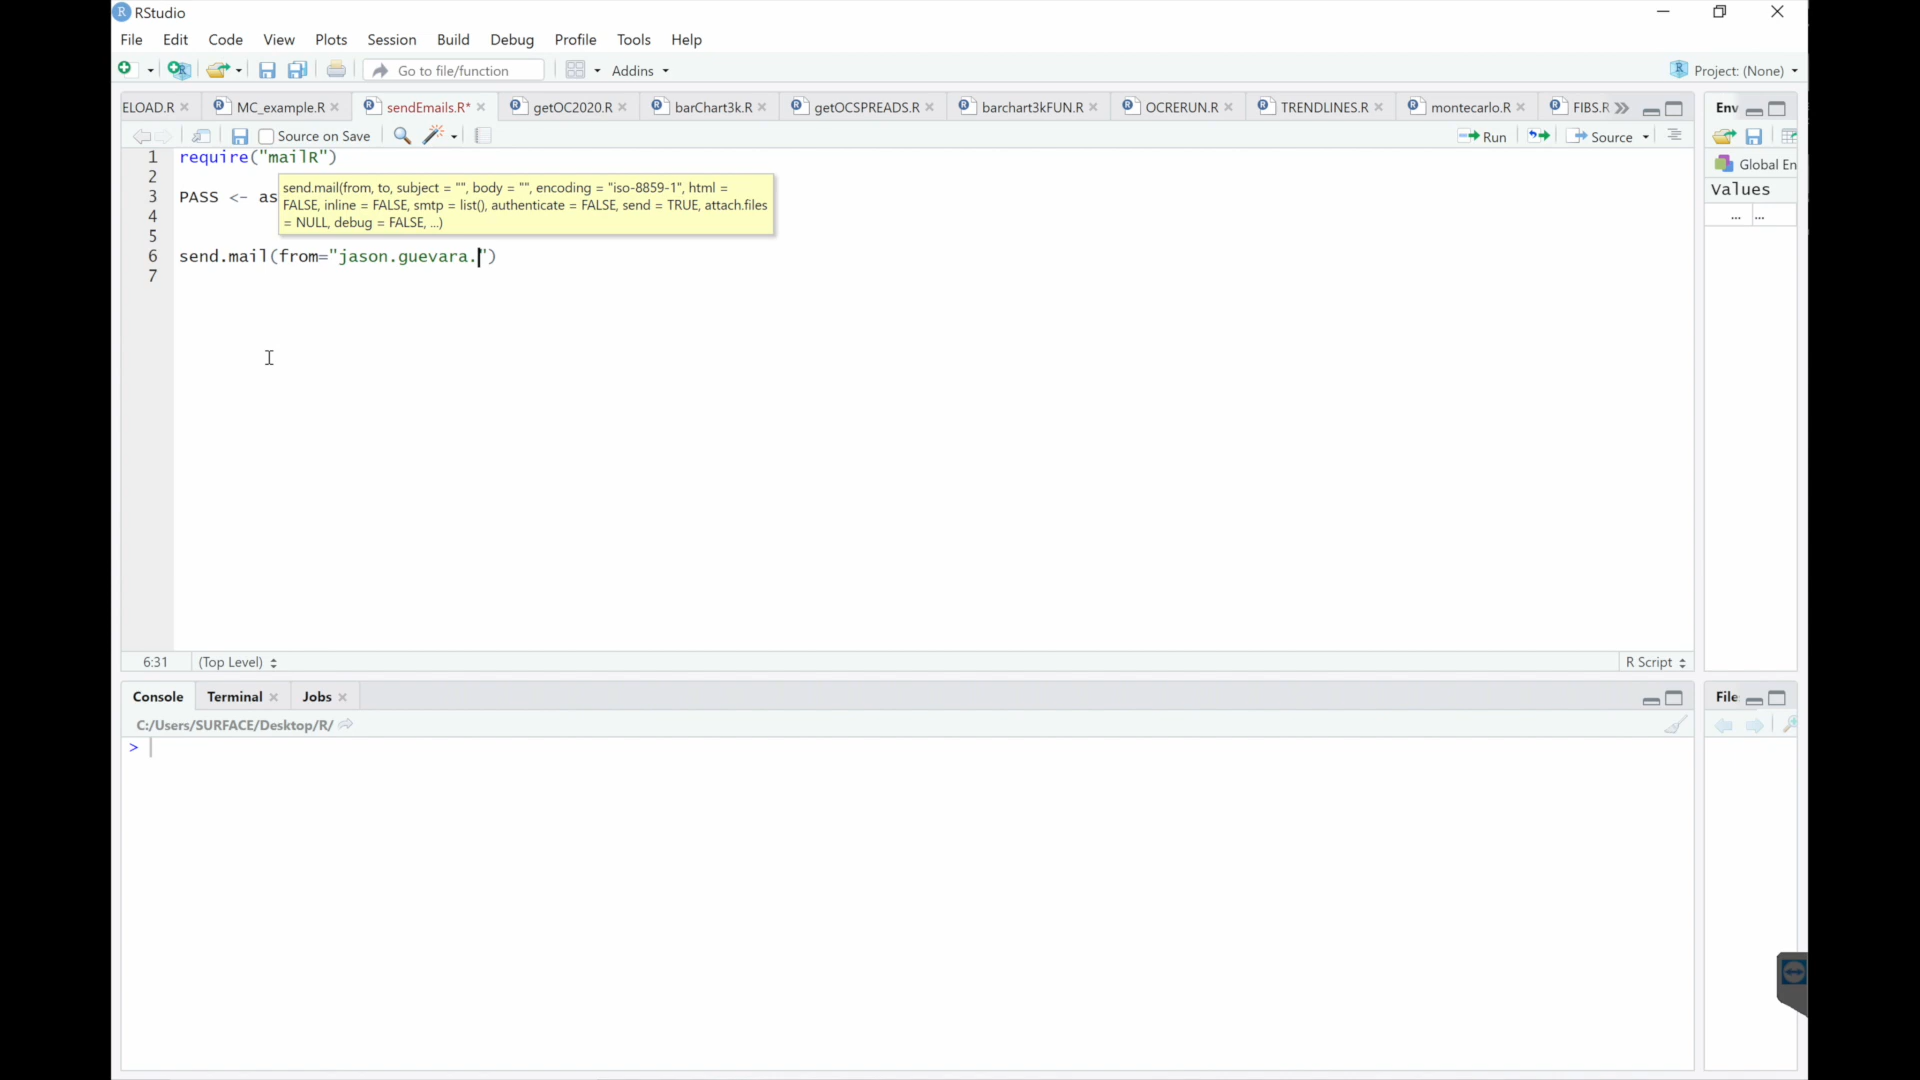 RStudio
File Edit Code View Plots Session Build Debug Profile Tools Help
Go to file/function Addins Project: (None)
ELOAD.R MC_example.R sendEmails.R* getOC2020.R barChart3k.R getOCSPREADS.R barchart3kFUN.R OCRERUN.R TRENDLINES.R montecarlo.R FIBS.R Env
Source on Save Run Source
Global En
Values
... ...
1 require("mailR")
2
3 PASS <- as
send.mail(from, to, subject = "", body = "", encoding = "iso-8859-1", html =
FALSE, inline = FALSE, smtp = list(), authenticate = FALSE, send = TRUE, attach.files
= NULL, debug = FALSE, ...)
4
5
6 send.mail(from="jason.guevara.")
7
6:31 (Top Level) R Script
Console Terminal Jobs File
C:/Users/SURFACE/Desktop/R/
>